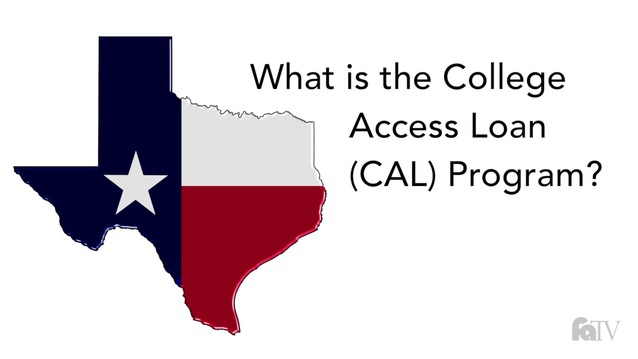 What is the College
Access Loan
(CAL) Program?
faTV